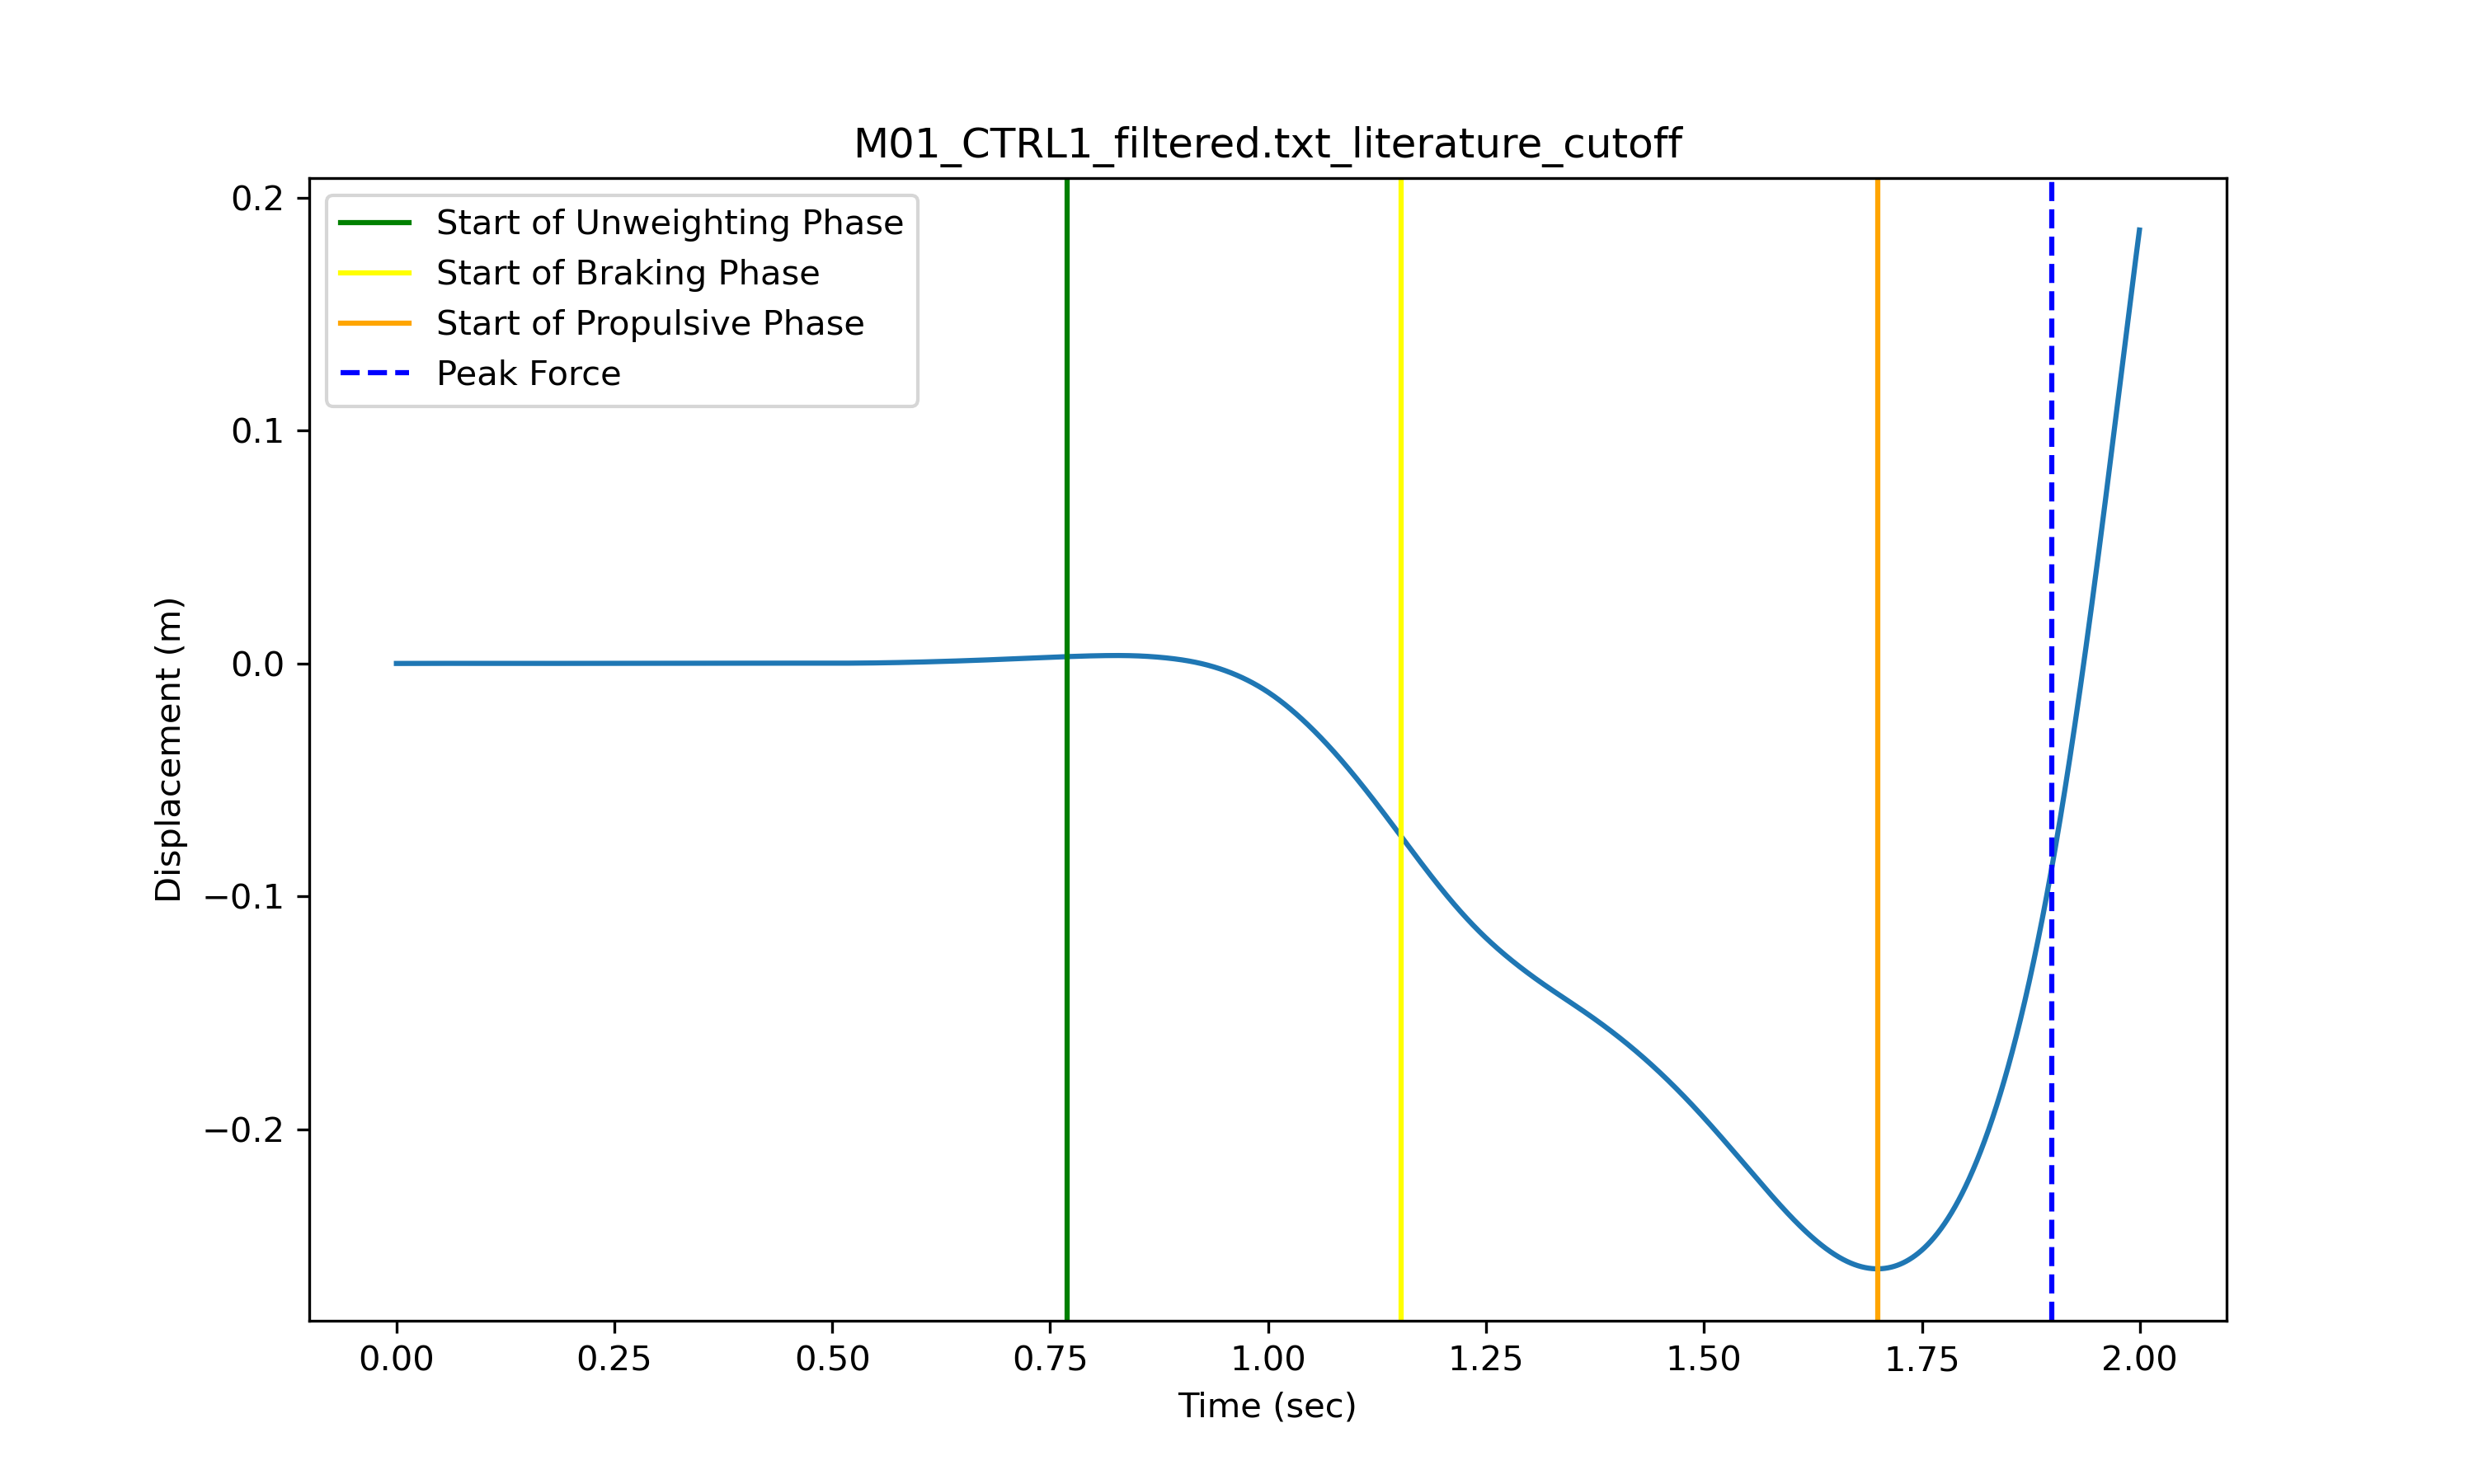 M01_CTRL1_filtered.txt_literature_cutoff
Start of Unweighting Phase
Start of Braking Phase
Start of Propulsive Phase
Peak Force
0.2
0.1
0.0
−0.1
−0.2
Displacement (m)
0.00 0.25 0.50 0.75 1.00 1.25 1.50 1.75 2.00
Time (sec)